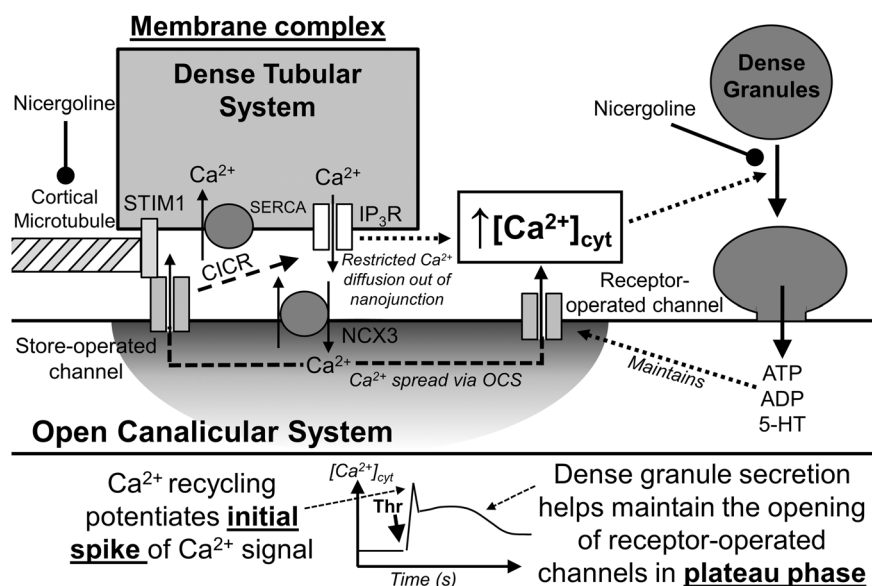 Membrane complex
Dense Tubular
System
Dense
Granules
Nicergoline
Nicergoline
Cortical
Microtubule
STIM1
Ca²⁺
SERCA
Ca²⁺
IP₃R
↑[Ca²⁺]cyt
CICR
Restricted Ca²⁺
diffusion out of
nanojunction
Receptor-
operated channel
NCX3
Store-operated
channel
Ca²⁺
Ca²⁺ spread via OCS
Maintains
ATP
ADP
5-HT
Open Canalicular System
Ca²⁺ recycling
potentiates initial
spike of Ca²⁺ signal
[Ca²⁺]cyt
Thr
Time (s)
Dense granule secretion
helps maintain the opening
of receptor-operated
channels in plateau phase